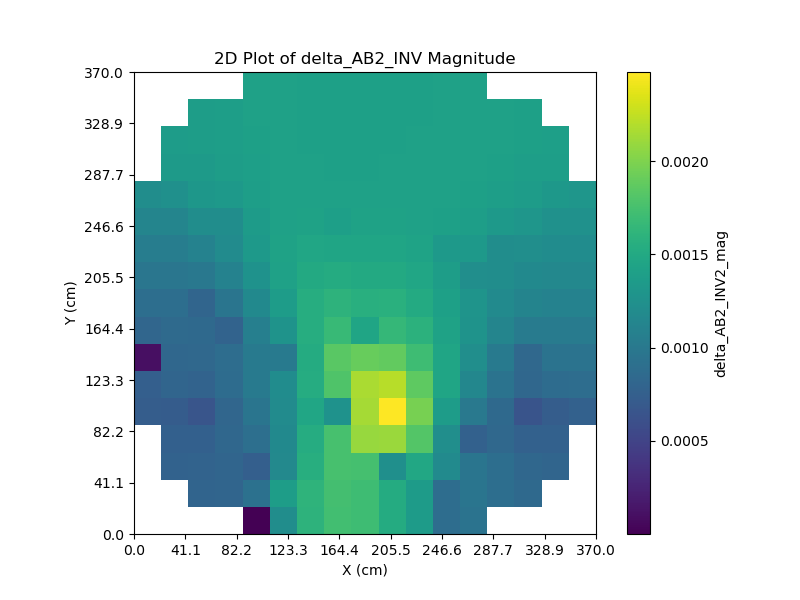 2D Plot of delta_AB2_INV Magnitude
370.0
328.9
287.7
246.6
205.5
164.4
123.3
82.2
41.1
0.0
Y (cm)
0.0 41.1 82.2 123.3 164.4 205.5 246.6 287.7 328.9 370.0
X (cm)
0.0020
0.0015
0.0010
0.0005
delta_AB2_INV2_mag